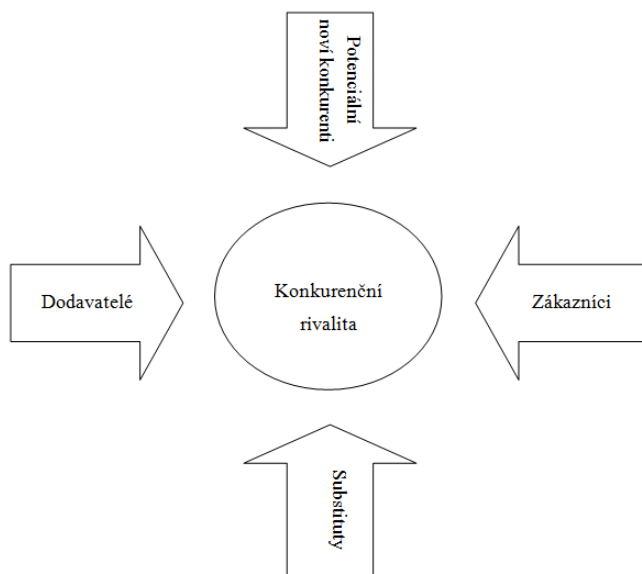 Potenciální
noví konkurenti
Dodavatelé
Konkurenční
rivalita
Zákazníci
Substituty